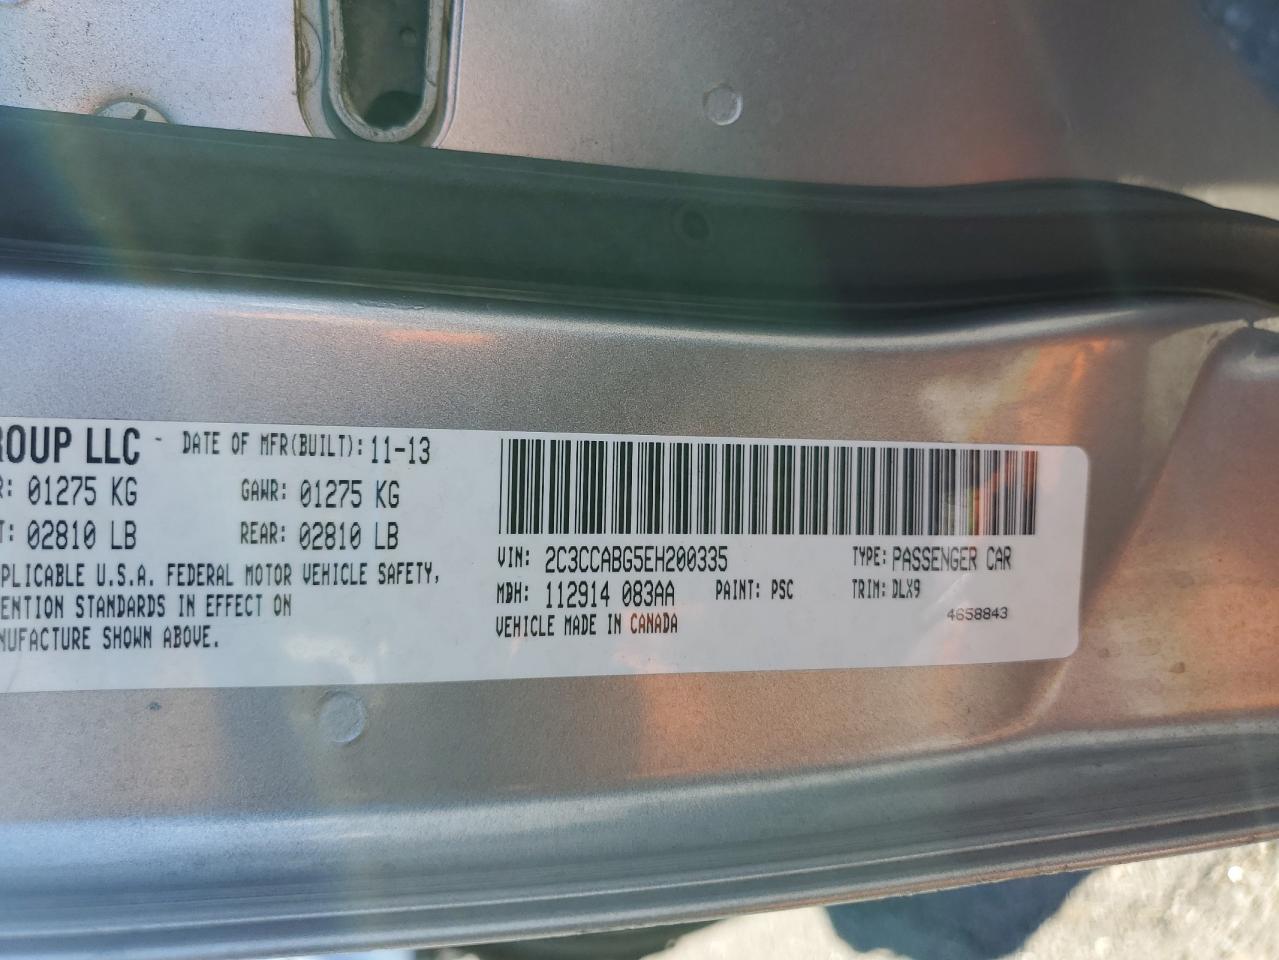 ROUP LLC - DATE OF MFR(BUILT): 11-13
R: 01275 KG GAWR: 01275 KG
T: 02810 LB REAR: 02810 LB
PLICABLE U.S.A. FEDERAL MOTOR VEHICLE SAFETY,
ENTION STANDARDS IN EFFECT ON
NUFACTURE SHOWN ABOVE.
VIN: 2C3CCABG5EH200335 TYPE: PASSENGER CAR
MDH: 112914 083AA PAINT: PSC TRIM: DLX9
VEHICLE MADE IN CANADA 4658843